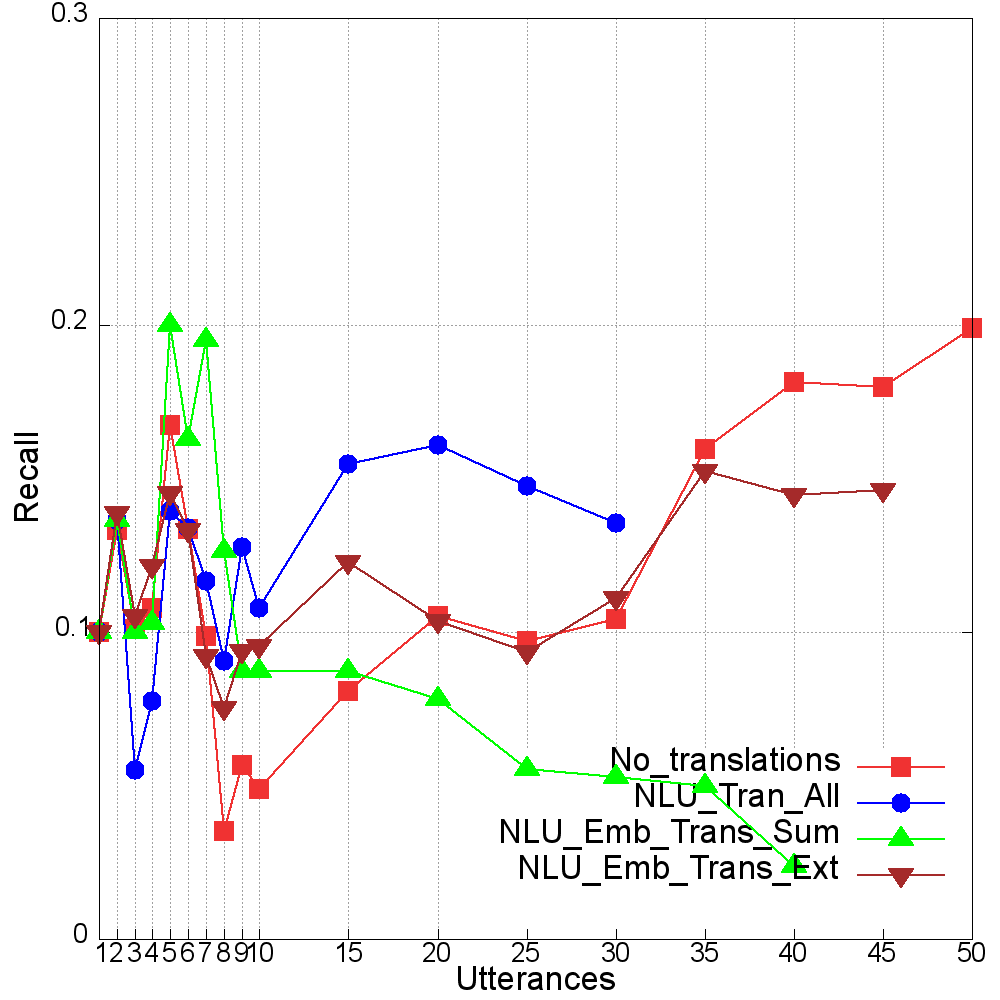 0.3
0.2
0.1
0
Recall
No_translations
NLU_Tran_All
NLU_Emb_Trans_Sum
NLU_Emb_Trans_Ext
1 2 3 4 5 6 7 8 9 10 15 20 25 30 35 40 45 50
Utterances